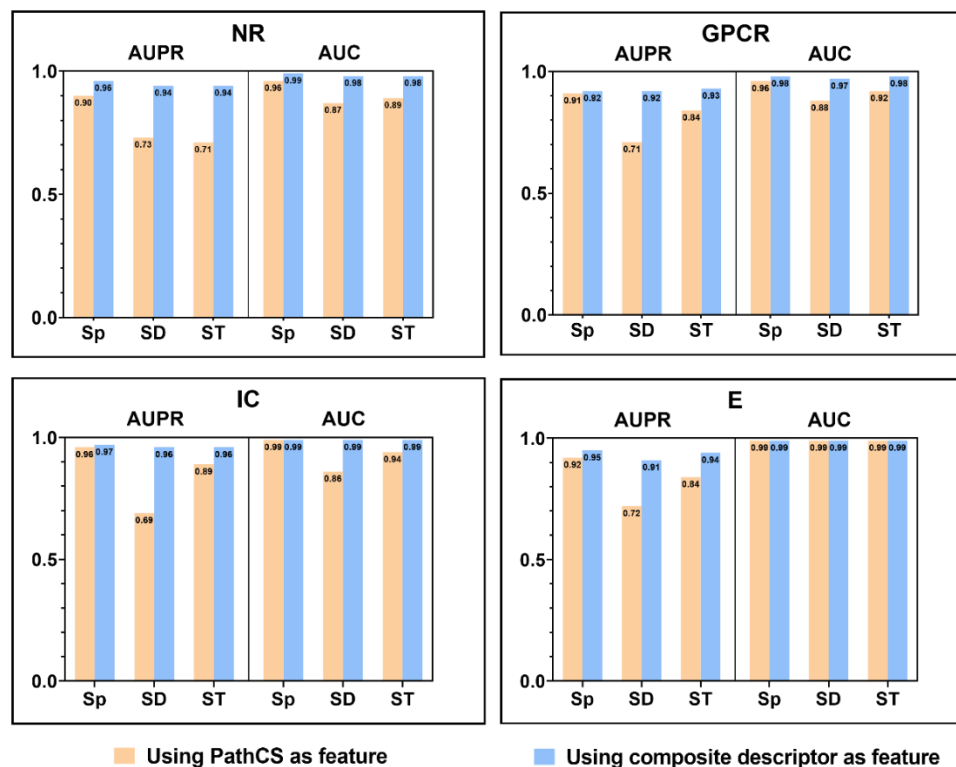 NR
AUPR AUC
1.0
0.5
0.0
0.90 0.96 0.73 0.94 0.71 0.94 0.96 0.99 0.87 0.98 0.89 0.98
Sp SD ST Sp SD ST
GPCR
AUPR AUC
1.0
0.5
0.0
0.91 0.92 0.71 0.92 0.84 0.93 0.96 0.98 0.88 0.97 0.92 0.98
Sp SD ST Sp SD ST
IC
AUPR AUC
1.0
0.5
0.0
0.96 0.97 0.69 0.96 0.89 0.96 0.99 0.99 0.86 0.99 0.94 0.99
Sp SD ST Sp SD ST
E
AUPR AUC
1.0
0.5
0.0
0.92 0.95 0.72 0.91 0.84 0.94 0.99 0.99 0.99 0.99 0.99 0.99
Sp SD ST Sp SD ST
Using PathCS as feature
Using composite descriptor as feature